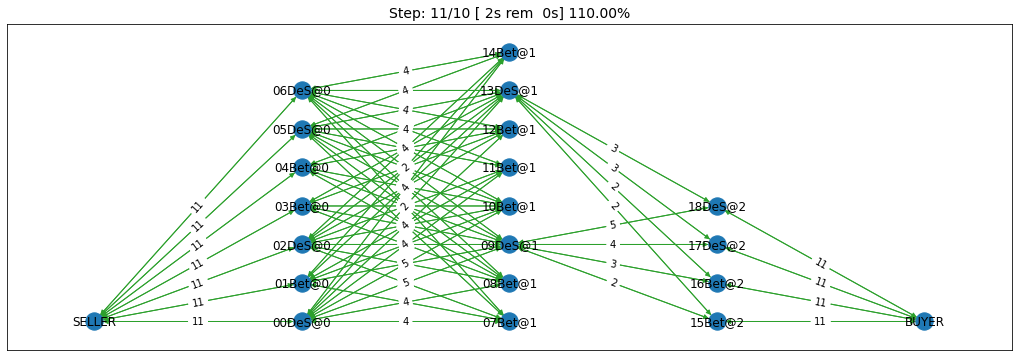 Step: 11/10 [ 2s rem  0s] 110.00%
14Bet@1
06DeS@0
13DeS@1
05DeS@0
12Bet@1
04Bet@0
11Bet@1
03Bet@0
10Bet@1
18DeS@2
02DeS@0
09DeS@1
17DeS@2
01Bet@0
08Bet@1
16Bet@2
SELLER
00DeS@0
07Bet@1
15Bet@2
BUYER
11
11
11
11
11
11
11
4
4
4
4
4
2
4
2
4
4
5
5
4
4
3
3
2
2
5
4
3
2
11
11
11
11